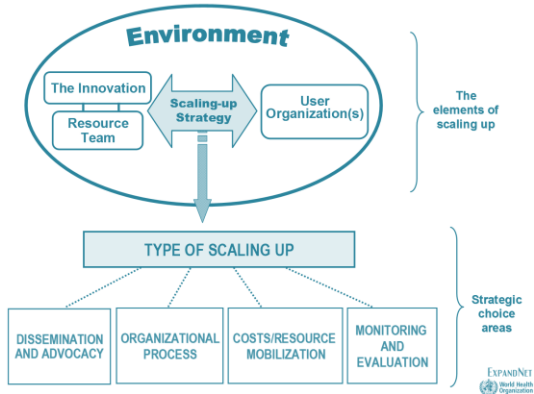 Environment
The Innovation
Resource
Team
Scaling-up
Strategy
User
Organization(s)
The
elements of
scaling up
TYPE OF SCALING UP
DISSEMINATION
AND ADVOCACY
ORGANIZATIONAL
PROCESS
COSTS/RESOURCE
MOBILIZATION
MONITORING
AND
EVALUATION
Strategic
choice
areas
EXPANDNET
World Health
Organization